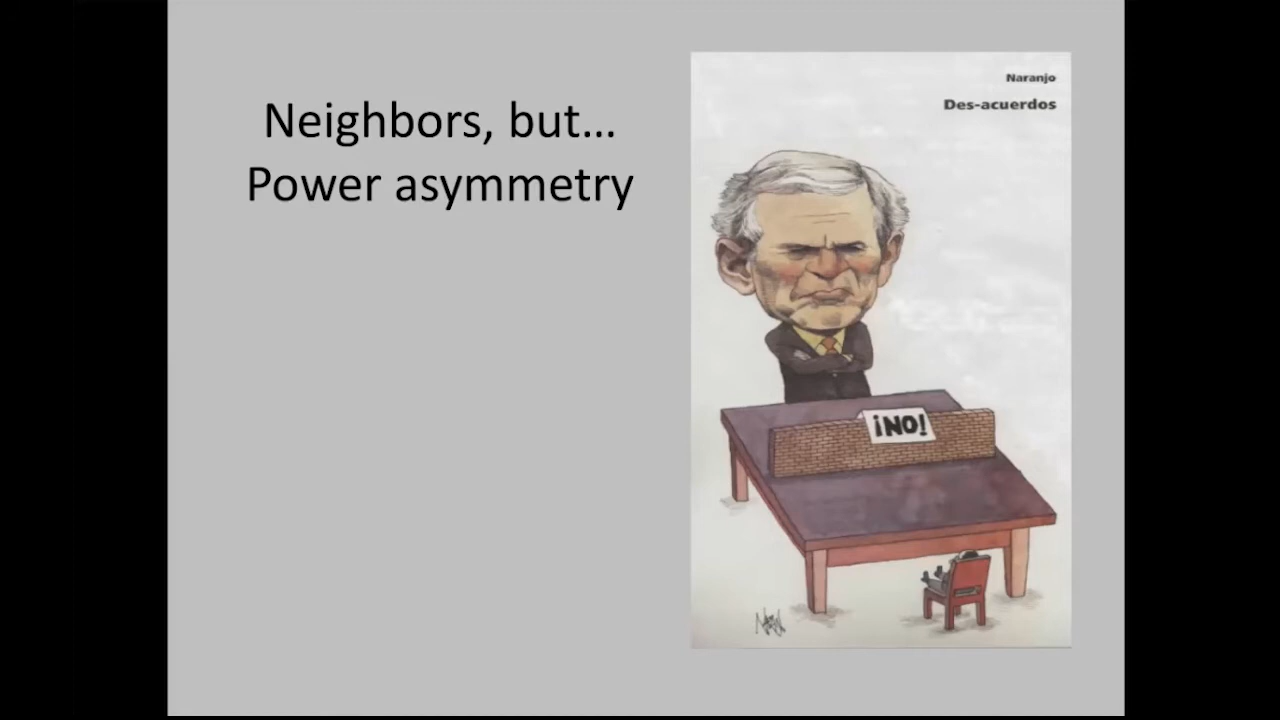 Neighbors, but…
Power asymmetry
Naranjo
Des-acuerdos
¡NO!